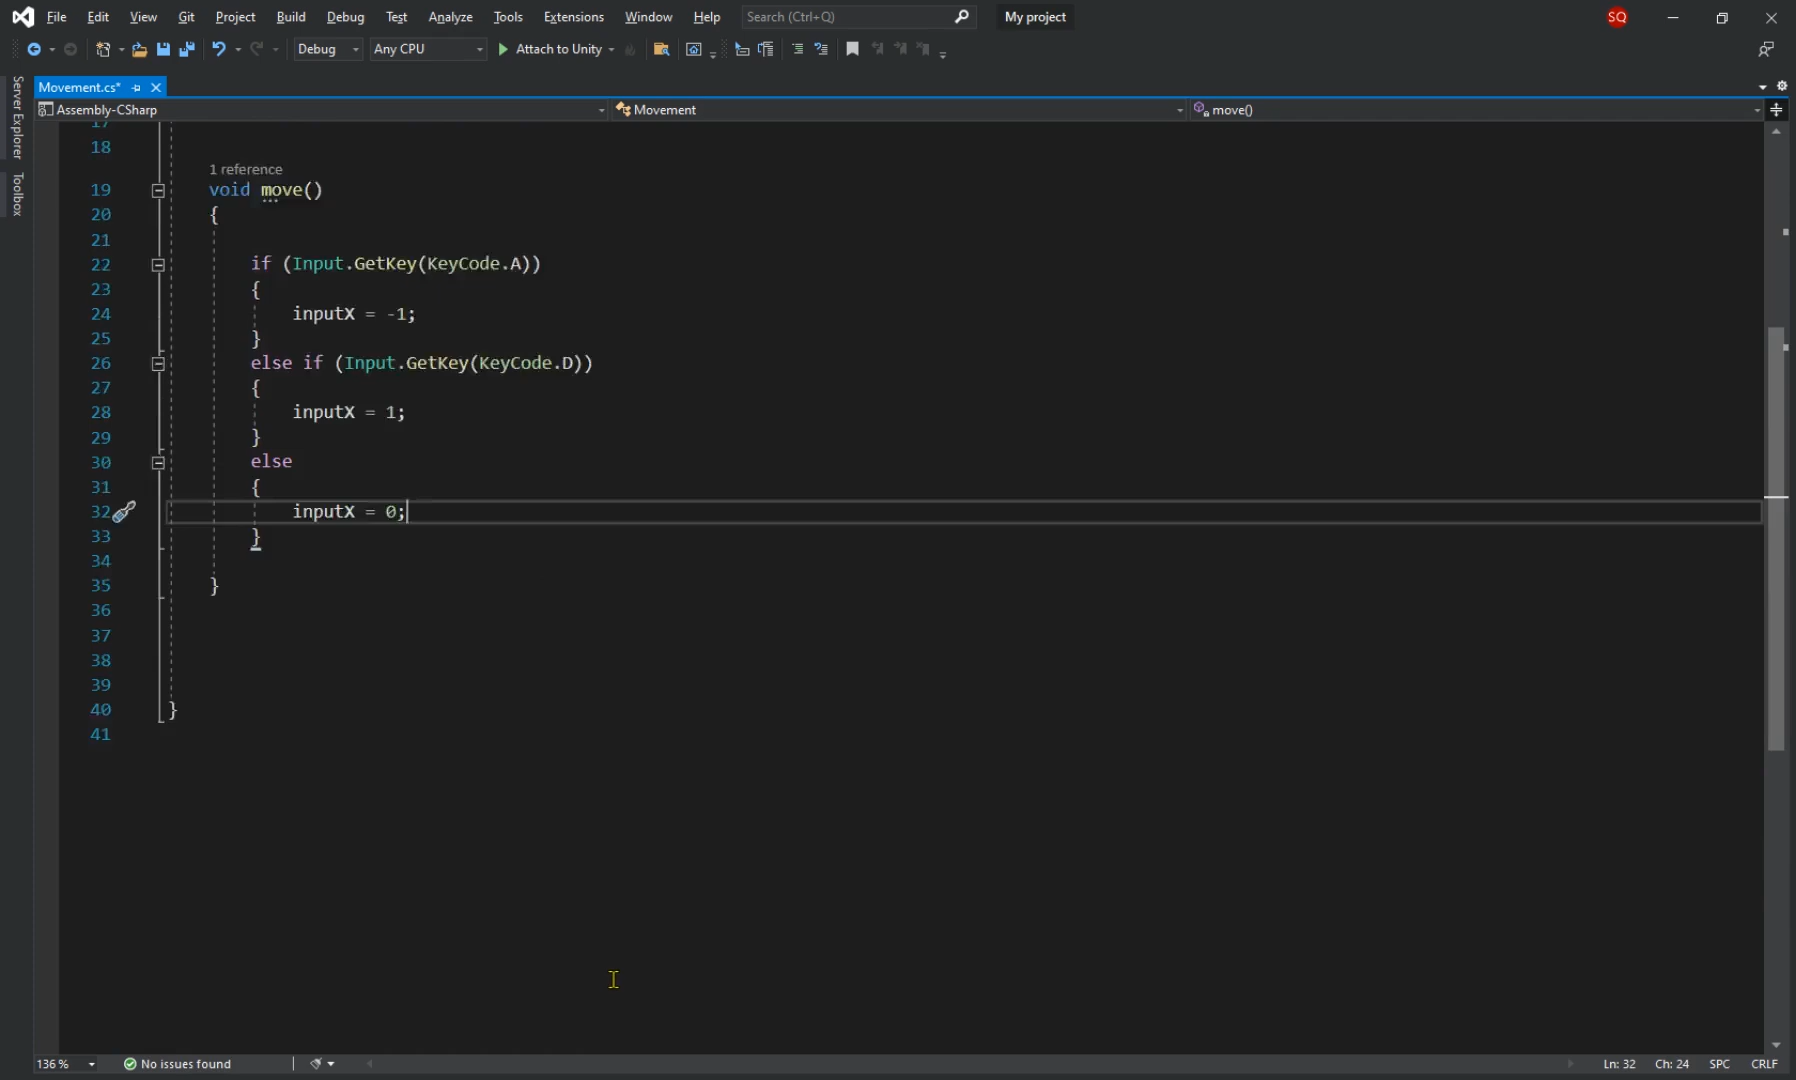 File Edit View Git Project Build Debug Test Analyze Tools Extensions Window Help Search (Ctrl+Q) My project SQ
Debug Any CPU Attach to Unity
Server Explorer
Toolbox
Movement.cs*
Assembly-CSharp Movement move()
17
18
1 reference
19 void move()
20 {
21
22 if (Input.GetKey(KeyCode.A))
23 {
24 inputX = -1;
25 }
26 else if (Input.GetKey(KeyCode.D))
27 {
28 inputX = 1;
29 }
30 else
31 {
32 inputX = 0;
33 }
34
35 }
36
37
38
39
40 }
41
136 % No issues found Ln: 32 Ch: 24 SPC CRLF